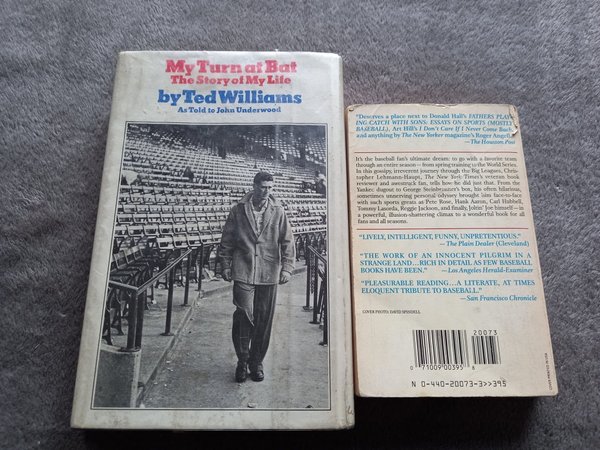 My Turn at Bat
The Story of My Life
by Ted Williams
As Told to John Underwood
"Deserves a place next to Donald Hall's FATHERS PLAY-
ING CATCH WITH SONS: ESSAYS ON SPORTS (MOSTLY
BASEBALL), Art Hill's I Don't Care If I Never Come Back,
and anything by The New Yorker magazine's Roger Angell."
—The Houston Post
It's the baseball fan's ultimate dream: to go with a favorite team
through an entire season—from spring training to the World Series.
In this gossipy, irreverent journey through the Big Leagues, Chris-
topher Lehmann-Haupt, The New York Times's veteran book
reviewer and awestruck fan, tells how he did just that. From the
Yankee dugout to George Steinbrenner's box, his often hilarious,
sometimes unnerving personal odyssey brought him face-to-face
with such sports greats as Pete Rose, Hank Aaron, Carl Hubbell,
Tommy Lasorda, Reggie Jackson, and finally, Joltin' Joe himself—in
a powerful, illusion-shattering climax to a wonderful book for all
fans and all seasons.
"LIVELY, INTELLIGENT, FUNNY, UNPRETENTIOUS."
—The Plain Dealer (Cleveland)
"THE WORK OF AN INNOCENT PILGRIM IN A
STRANGE LAND...RICH IN DETAIL AS FEW BASEBALL
BOOKS HAVE BEEN." —Los Angeles Herald-Examiner
"PLEASURABLE READING...A LITERATE, AT TIMES
ELOQUENT TRIBUTE TO BASEBALL."
—San Francisco Chronicle
COVER PHOTO: DAVID SPINDELL
20073
0 71009 00395 8
N 0-440-20073-3>>395
COVER PRINTED IN USA